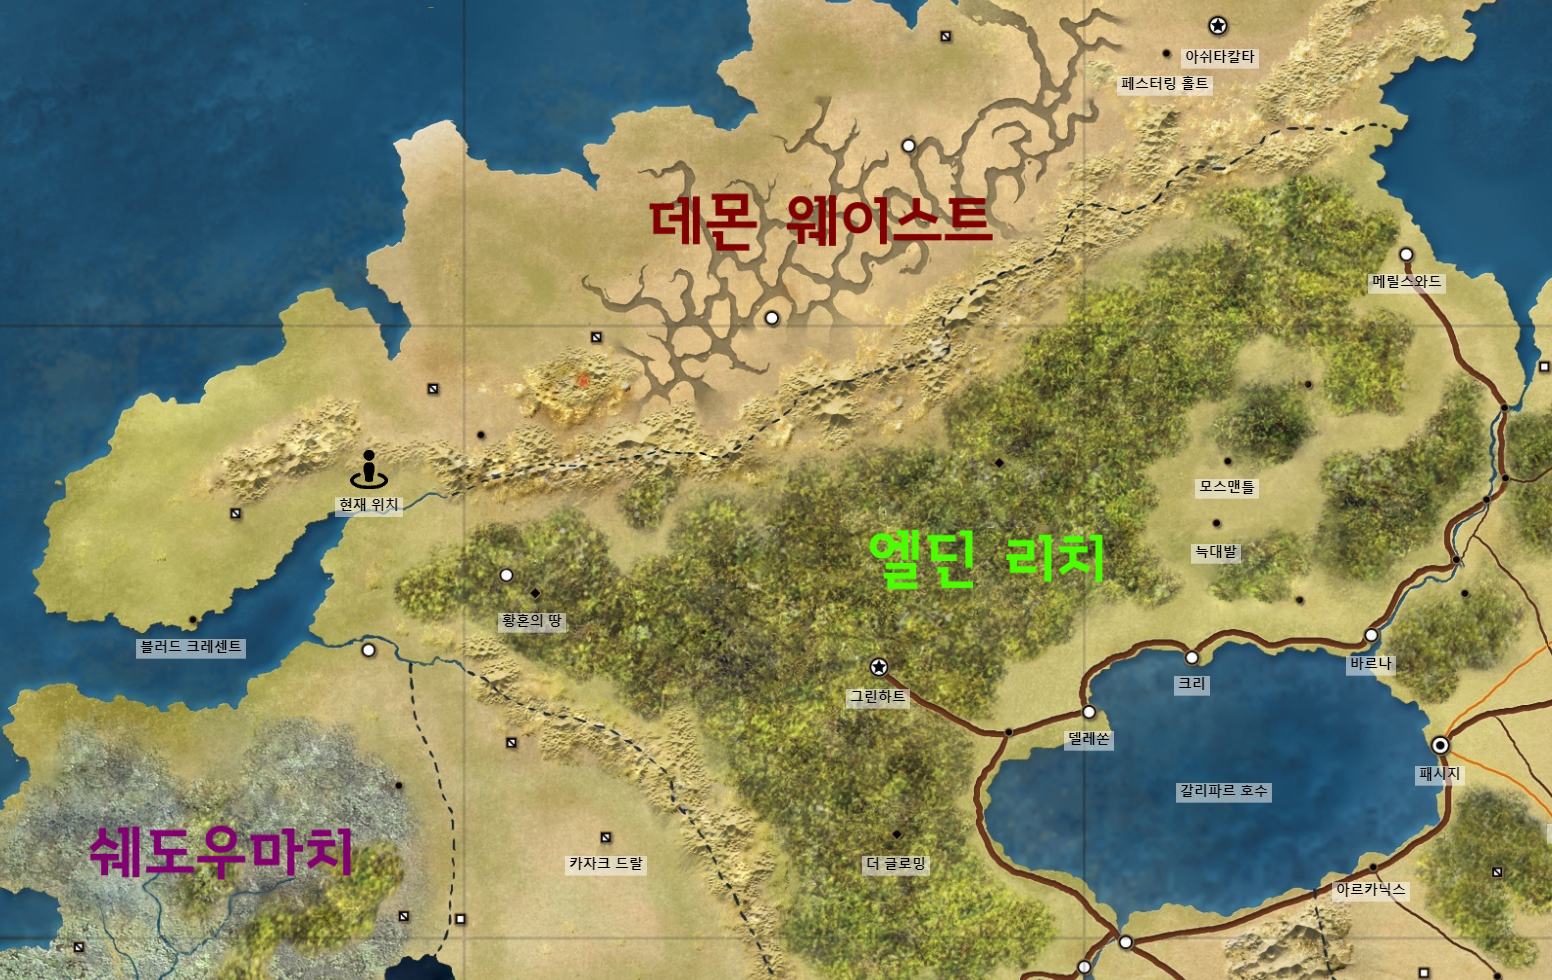 아쉬타칼타
페스터링 홀트
데몬 웨이스트
메릴스와드
현재 위치
모스맨틀
늑대발
엘딘 리치
황혼의 땅
블러드 크레센트
바르나
크리
그린하트
델레쏜
패시지
갈리파르 호수
쉐도우마치
카자크 드랄
더 글로밍
아르카닉스